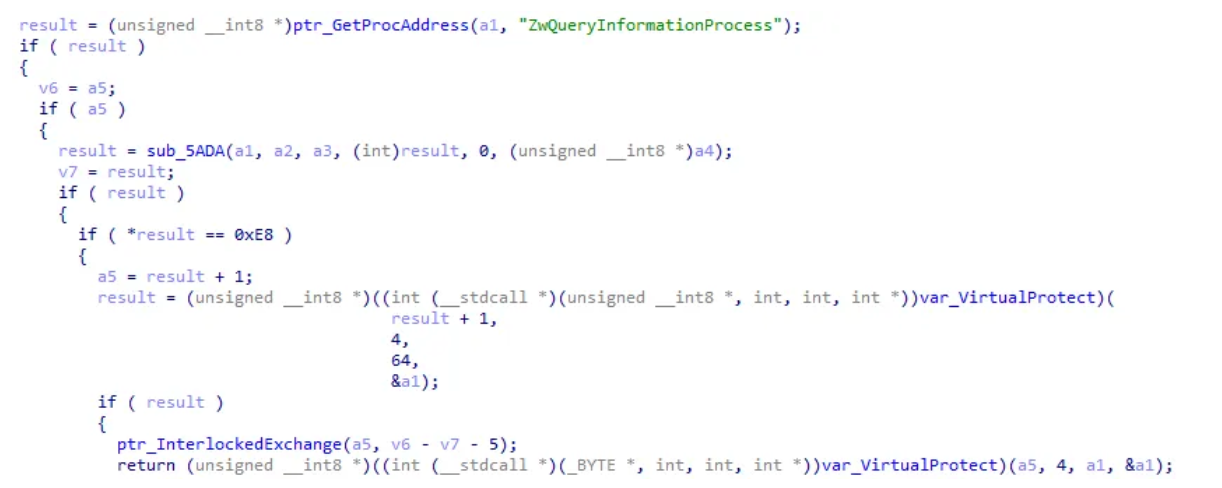 result = (unsigned __int8 *)ptr_GetProcAddress(a1, "ZwQueryInformationProcess");
if ( result )
{
v6 = a5;
if ( a5 )
{
result = sub_5ADA(a1, a2, a3, (int)result, 0, (unsigned __int8 *)a4);
v7 = result;
if ( result )
{
if ( *result == 0xE8 )
{
a5 = result + 1;
result = (unsigned __int8 *)((int (__stdcall *)(unsigned __int8 *, int, int, int *))var_VirtualProtect)(
result + 1,
4,
64,
&a1);
if ( result )
{
ptr_InterlockedExchange(a5, v6 - v7 - 5);
return (unsigned __int8 *)((int (__stdcall *)(_BYTE *, int, int, int *))var_VirtualProtect)(a5, 4, a1, &a1);